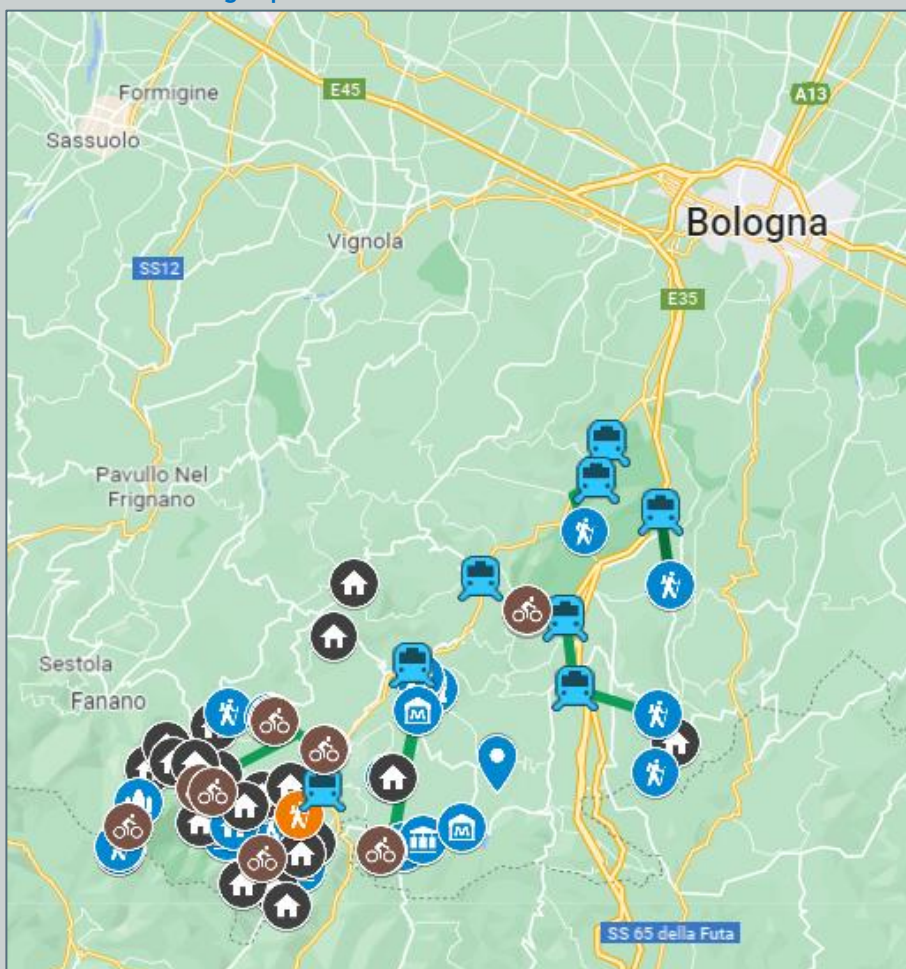 Formigine
E45
A13
Sassuolo
Bologna
Vignola
SS12
E35
Pavullo Nel
Frignano
Sestola
Fanano
SS 65 della Futa